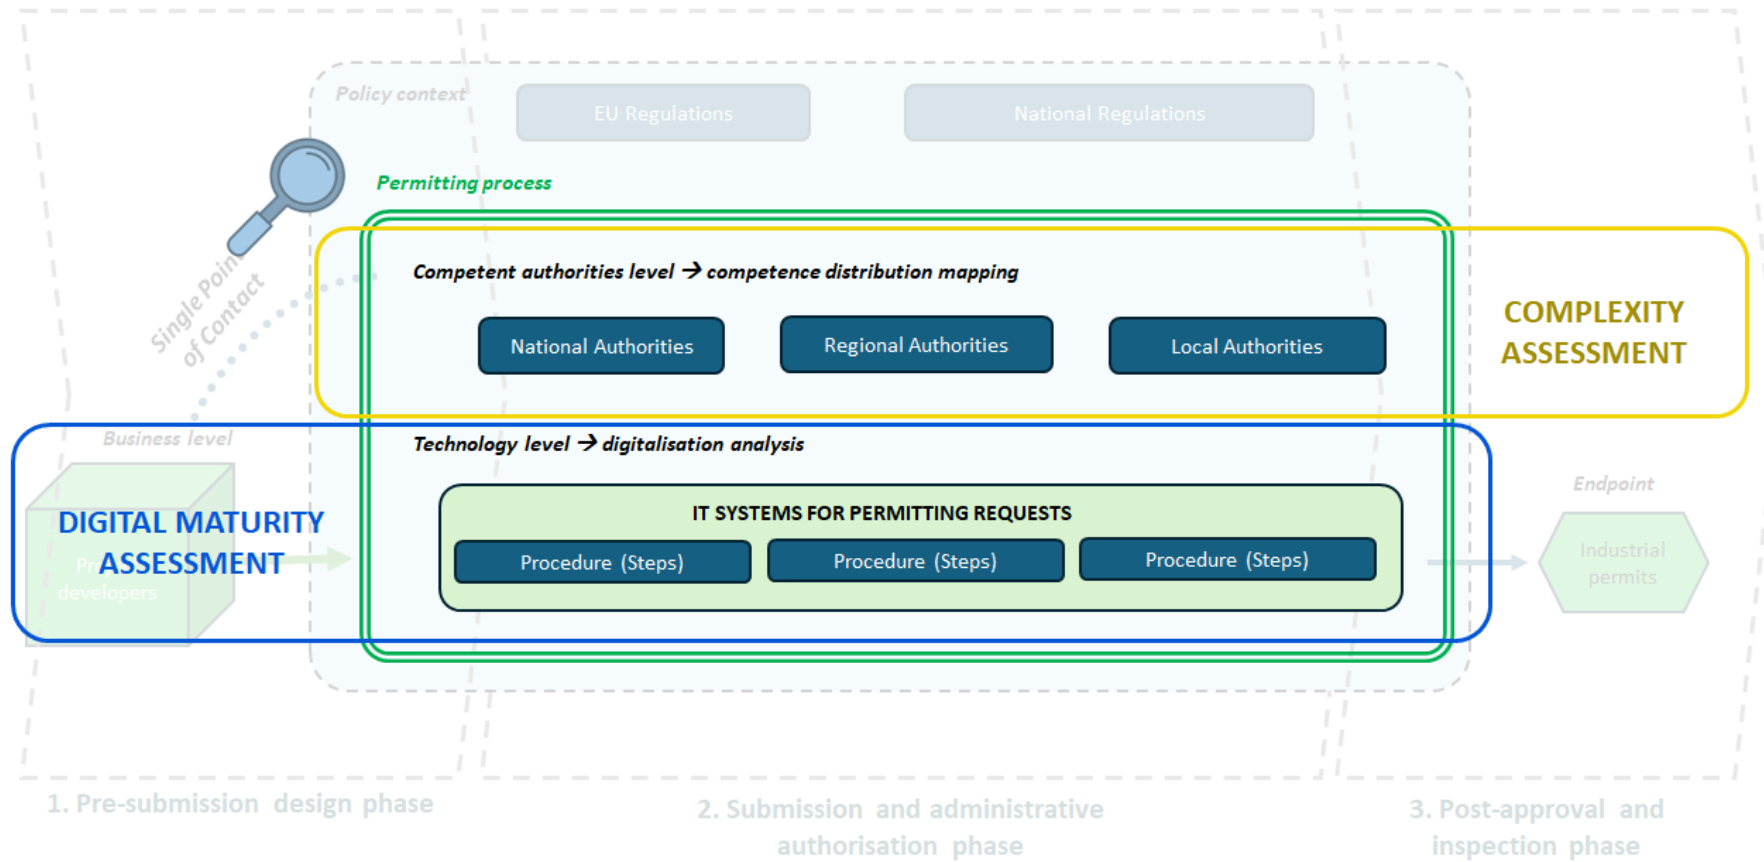 Policy context
EU Regulations
National Regulations
Permitting process
Single Point
of Contact
Competent authorities level → competence distribution mapping
National Authorities
Regional Authorities
Local Authorities
COMPLEXITY
ASSESSMENT
Business level
Technology level → digitalisation analysis
DIGITAL MATURITY
ASSESSMENT
developers
IT SYSTEMS FOR PERMITTING REQUESTS
Procedure (Steps)
Procedure (Steps)
Procedure (Steps)
Endpoint
Industrial
permits
1. Pre-submission design phase
2. Submission and administrative
authorisation phase
3. Post-approval and
inspection phase